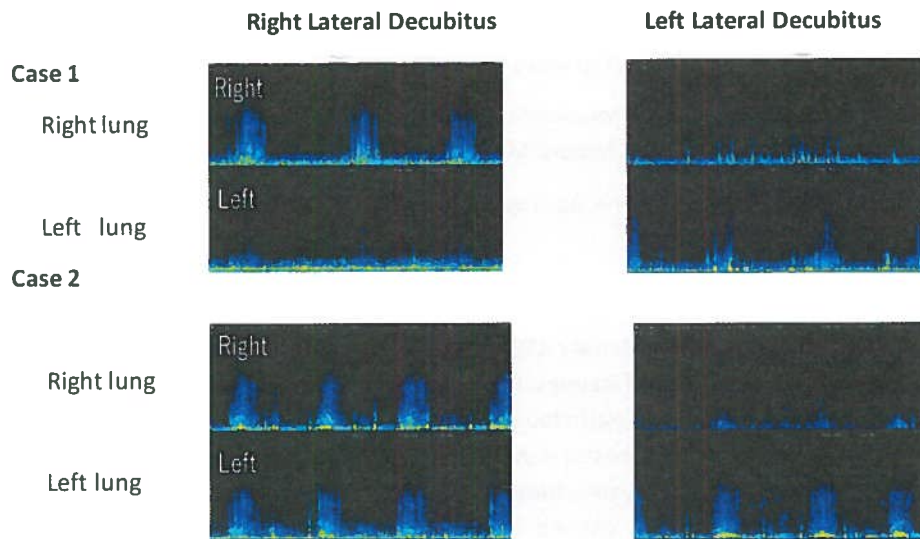 Right Lateral Decubitus Left Lateral Decubitus
Case 1
Right
Right lung
Left
Left lung
Case 2
Right
Right lung
Left
Left lung